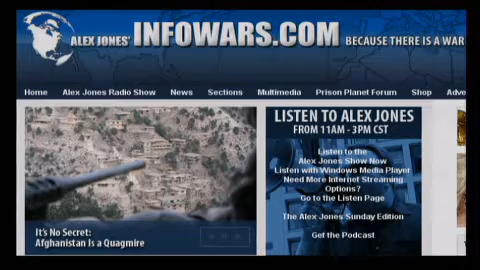 ALEX JONES' INFOWARS.COM BECAUSE THERE IS A WAR
Home Alex Jones Radio Show News Sections Multimedia Prison Planet Forum Shop Adve
LISTEN TO ALEX JONES
FROM 11AM - 3PM CST
Listen to the
Alex Jones Show Now
Listen with Windows Media Player
Need More Internet Streaming
Options?
Go to the Listen Page
The Alex Jones Sunday Edition
Get the Podcast
It's No Secret:
Afghanistan Is a Quagmire